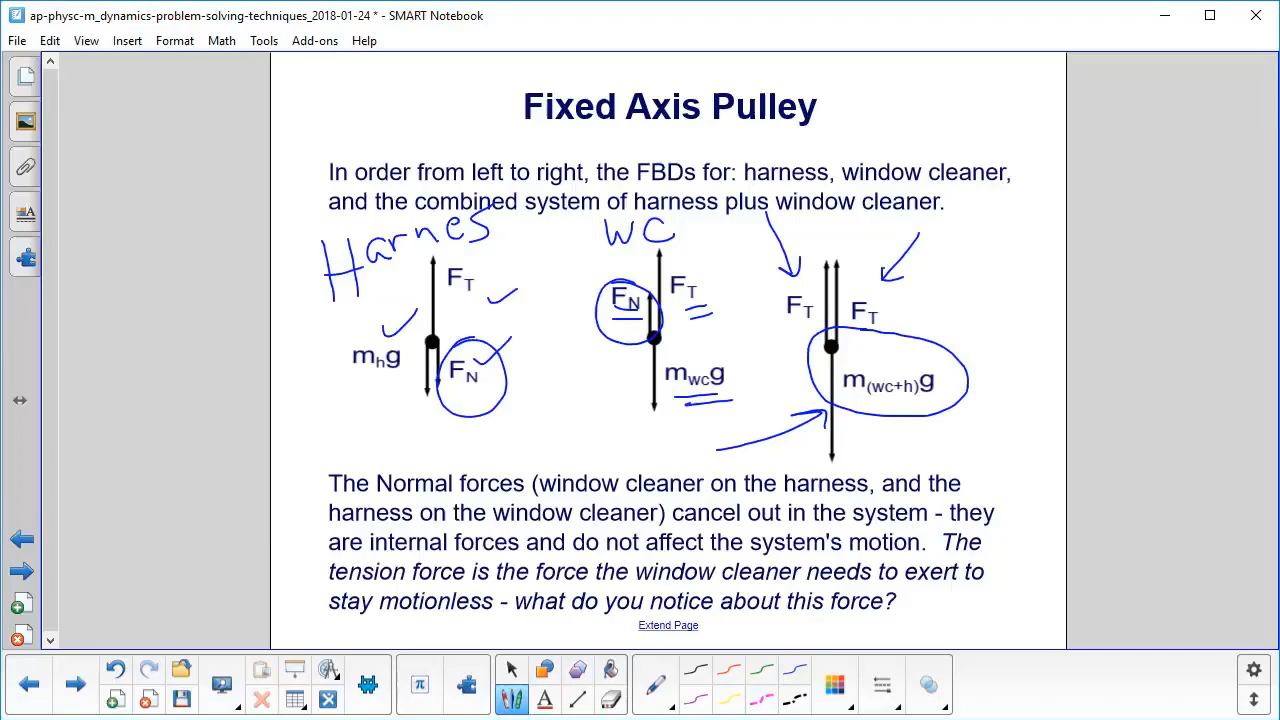 ap-physc-m_dynamics-problem-solving-techniques_2018-01-24 * - SMART Notebook
File Edit View Insert Format Math Tools Add-ons Help
Fixed Axis Pulley
In order from left to right, the FBDs for: harness, window cleaner,
and the combined system of harness plus window cleaner.
Harnes WC
FT
mhg
FN
FN FT
mwcg
FT FT
m(wc+h)g
The Normal forces (window cleaner on the harness, and the
harness on the window cleaner) cancel out in the system - they
are internal forces and do not affect the system's motion. The
tension force is the force the window cleaner needs to exert to
stay motionless - what do you notice about this force?
Extend Page
π
A